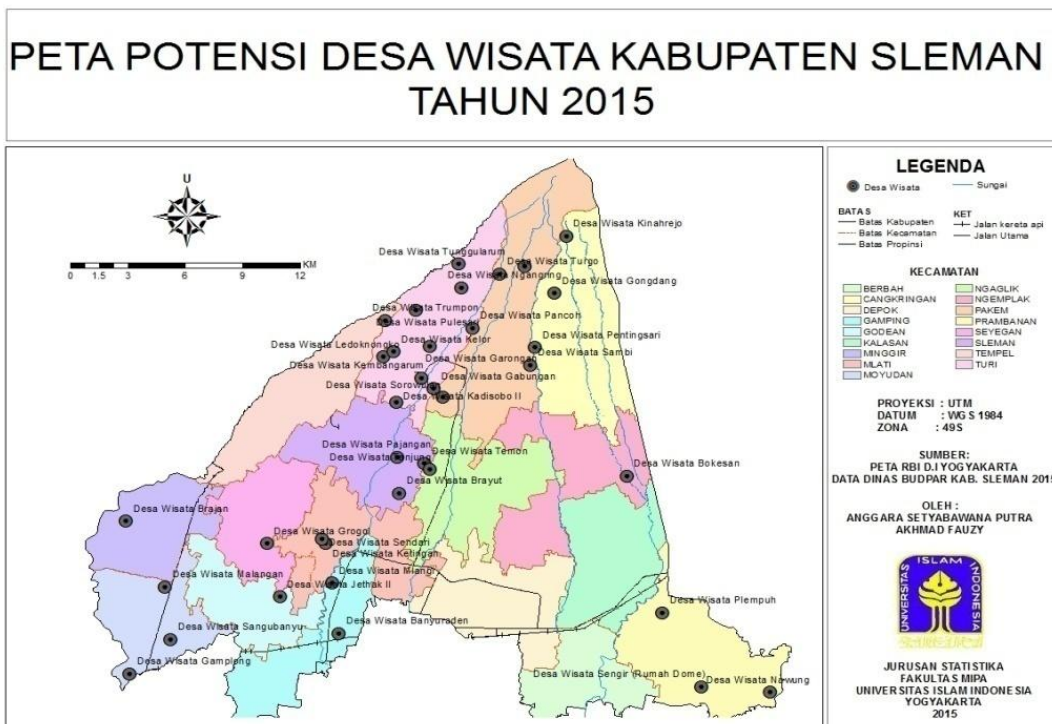 PETA POTENSI DESA WISATA KABUPATEN SLEMAN
TAHUN 2015
U
0 1.5 3 6 9 12 KM
Desa Wisata Kinahrejo
Desa Wisata Tunggularum
Desa Wisata Turgo
Desa Wisata Ngangring
Desa Wisata Gongdang
Desa Wisata Trumpon
Desa Wisata Pancoh
Desa Wisata Pulesari
Desa Wisata Pentingsari
Desa Wisata Ledoknongko
Desa Wisata Kelor
Desa Wisata Sambi
Desa Wisata Garongan
Desa Wisata Kembangarum
Desa Wisata Gabungan
Desa Wisata
Desa Wisata Kadisobo II
Desa Wisata Pajangan
Desa Wisata Temon
Desa Wisata
Desa Wisata Brayut
Desa Wisata Bokesan
Desa Wisata Brajan
Desa Wisata Grogol
Desa Wisata Sendari
Desa Wisata Ketingan
Desa Wisata Mlangi
Desa Wisata Malangan
Desa Wisata Jethak II
Desa Wisata Plempuh
Desa Wisata Sangubanyu
Desa Wisata Banyuraden
Desa Wisata Gamplong
Desa Wisata Sengir (Rumah Dome)
Desa Wisata Nawung
LEGENDA
Desa Wisata
Sungai
BATAS
Batas Kabupaten
Batas Kecamatan
Batas Propinsi
KET
Jalan kereta api
Jalan Utama
KECAMATAN
BERBAH
CANGKRINGAN
DEPOK
GAMPING
GODEAN
KALASAN
MINGGIR
MLATI
MOYUDAN
NGAGLIK
NGEMPLAK
PAKEM
PRAMBANAN
SEYEGAN
SLEMAN
TEMPEL
TURI
PROYEKSI : UTM
DATUM : WGS 1984
ZONA : 49S
SUMBER:
PETA RBI D.I YOGYAKARTA
DATA DINAS BUDPAR KAB. SLEMAN 2015
OLEH :
ANGGARA SETYABAWANA PUTRA
AKHMAD FAUZY
UNIVERSITAS ISLAM INDONESIA
JURUSAN STATISTIKA
FAKULTAS MIPA
UNIVERSITAS ISLAM INDONESIA
YOGYAKARTA
2015